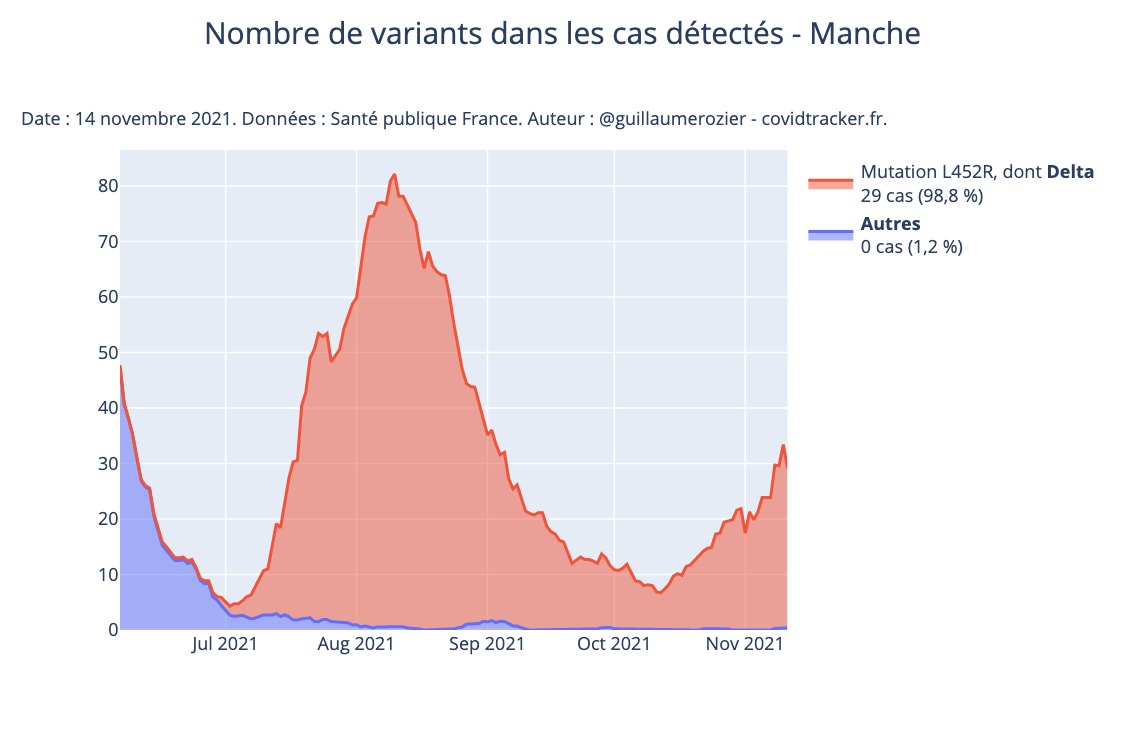 Nombre de variants dans les cas détectés - Manche
Date : 14 novembre 2021. Données : Santé publique France. Auteur : @guillaumerozier - covidtracker.fr.
Mutation L452R, dont Delta
29 cas (98,8 %)
Autres
0 cas (1,2 %)
80
70
60
50
40
30
20
10
0
Jul 2021 Aug 2021 Sep 2021 Oct 2021 Nov 2021